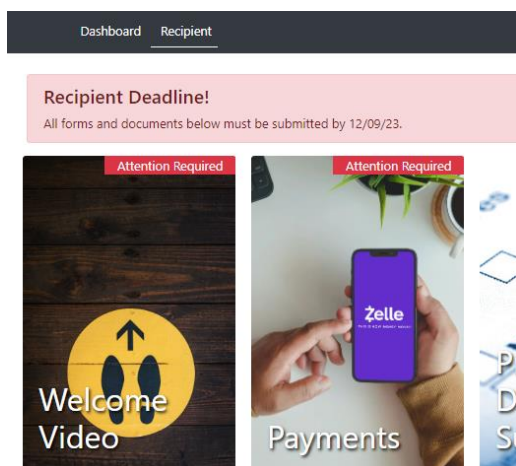 Dashboard Recipient
Recipient Deadline!
All forms and documents below must be submitted by 12/09/23.
Attention Required
Attention Required
Zelle
Welcome
Video
Payments
P
D
S